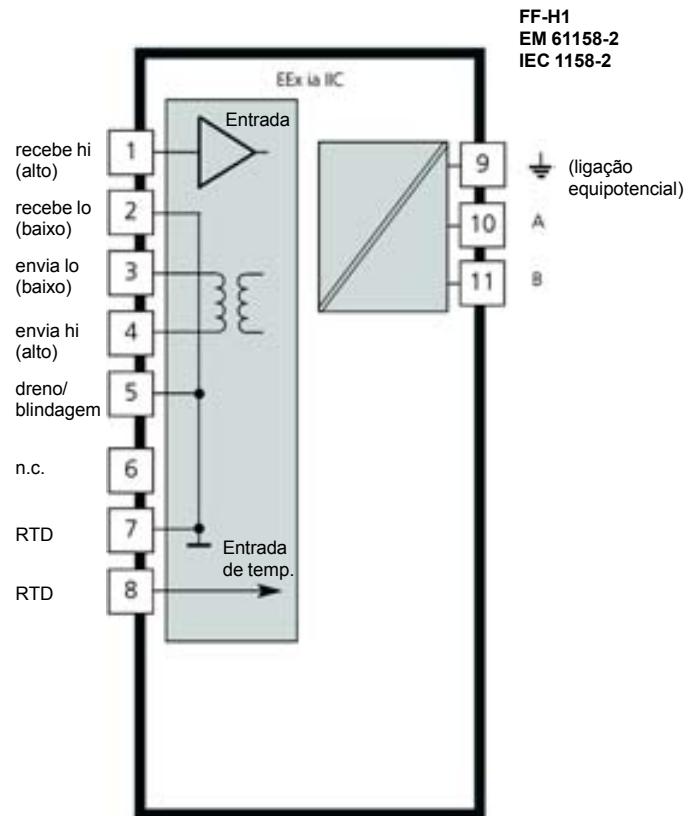 FF-H1
EM 61158-2
IEC 1158-2
EEx ia IIC
Entrada
recebe hi
(alto)
1
recebe lo
(baixo)
2
envia lo
(baixo)
3
envia hi
(alto)
4
dreno/
blindagem
5
n.c.
6
RTD
7
RTD
8
Entrada
de temp.
9
(ligação
equipotencial)
10
A
11
B